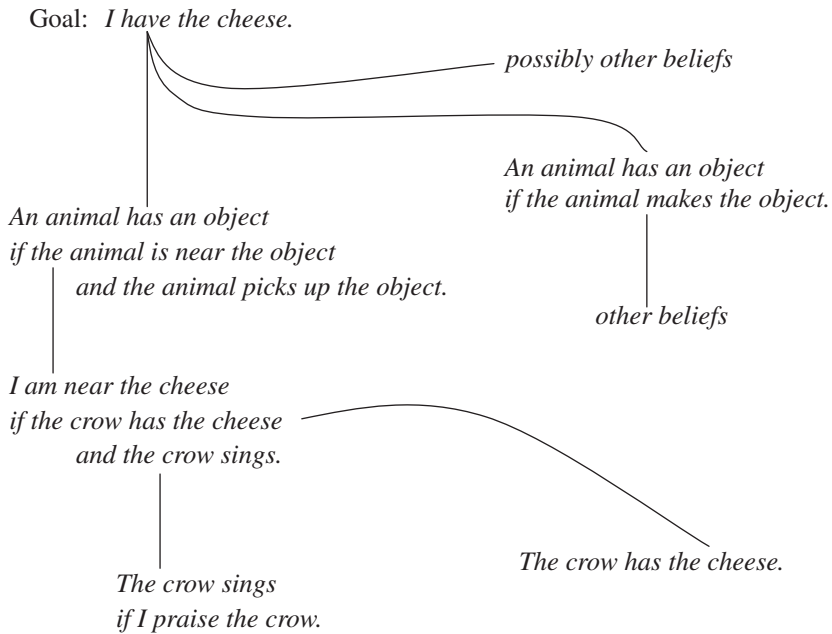 Goal: I have the cheese.
possibly other beliefs
An animal has an object
if the animal makes the object.
An animal has an object
if the animal is near the object
and the animal picks up the object.
other beliefs
I am near the cheese
if the crow has the cheese
and the crow sings.
The crow has the cheese.
The crow sings
if I praise the crow.